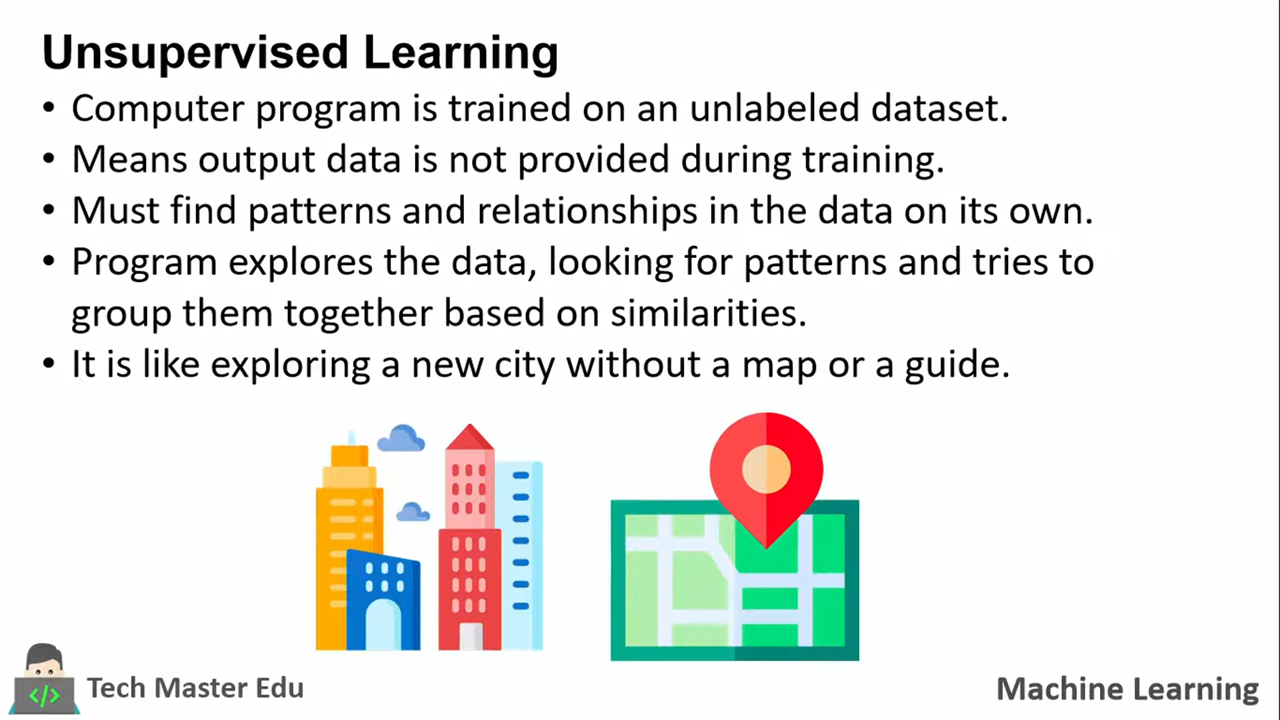 Unsupervised Learning
• Computer program is trained on an unlabeled dataset.
• Means output data is not provided during training.
• Must find patterns and relationships in the data on its own.
• Program explores the data, looking for patterns and tries to
group them together based on similarities.
• It is like exploring a new city without a map or a guide.
</>
Tech Master Edu
Machine Learning